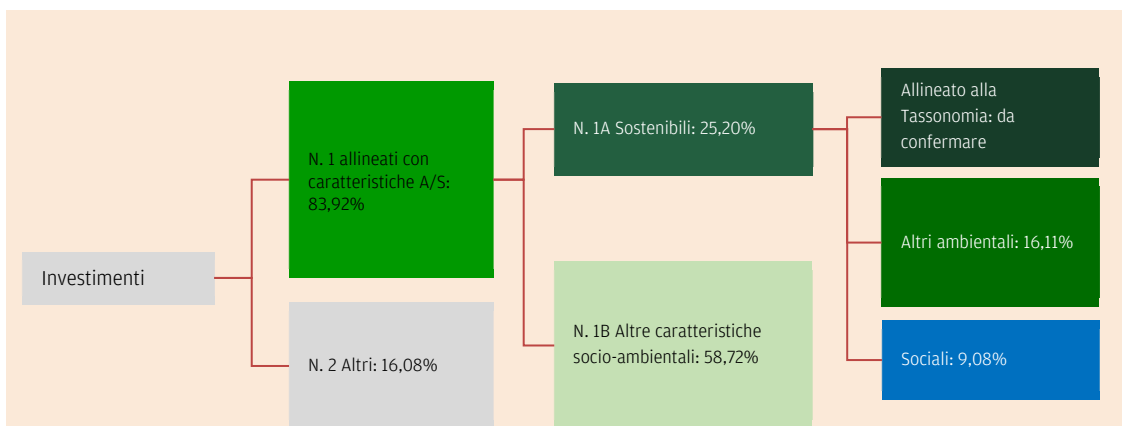 Investimenti
N. 1 allineati con
caratteristiche A/S:
83,92%
N. 2 Altri: 16,08%
N. 1A Sostenibili: 25,20%
N. 1B Altre caratteristiche
socio-ambientali: 58,72%
Allineato alla
Tassonomia: da
confermare
Altri ambientali: 16,11%
Sociali: 9,08%